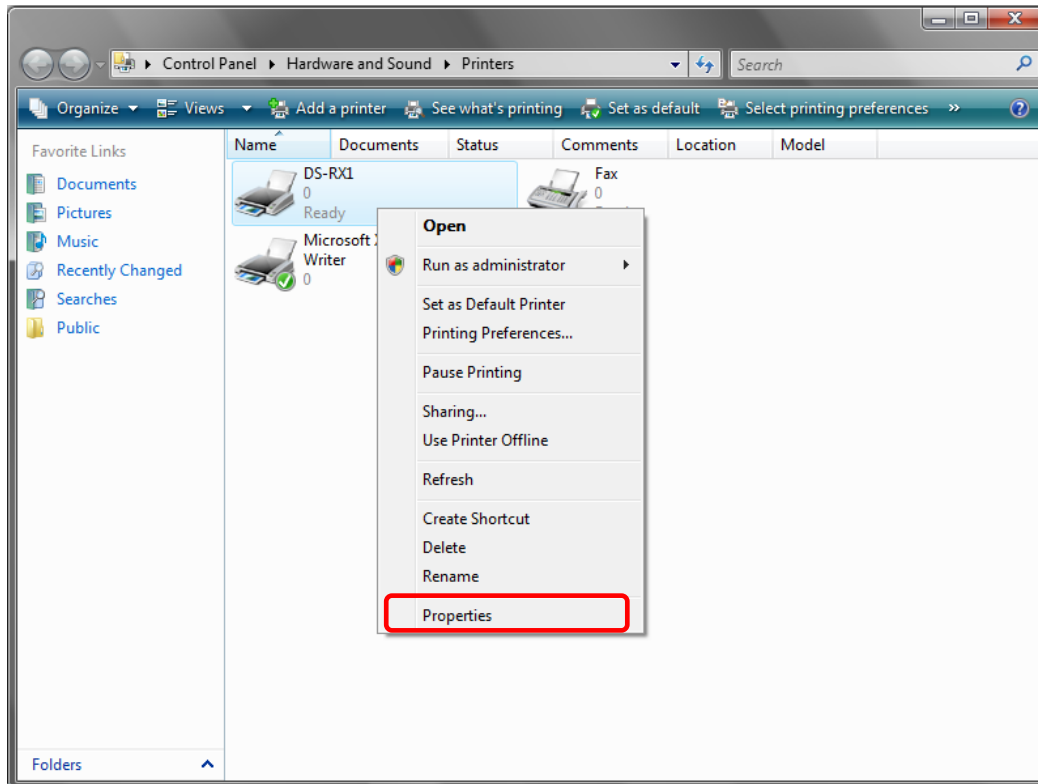 Control Panel Hardware and Sound Printers
Search
Organize Views Add a printer See what's printing Set as default Select printing preferences »
Favorite Links
Documents
Pictures
Music
Recently Changed
Searches
Public
Folders
Name Documents Status Comments Location Model
DS-RX1
0
Ready
Fax
0
Microsoft
Writer
0
Open
Run as administrator
Set as Default Printer
Printing Preferences...
Pause Printing
Sharing...
Use Printer Offline
Refresh
Create Shortcut
Delete
Rename
Properties